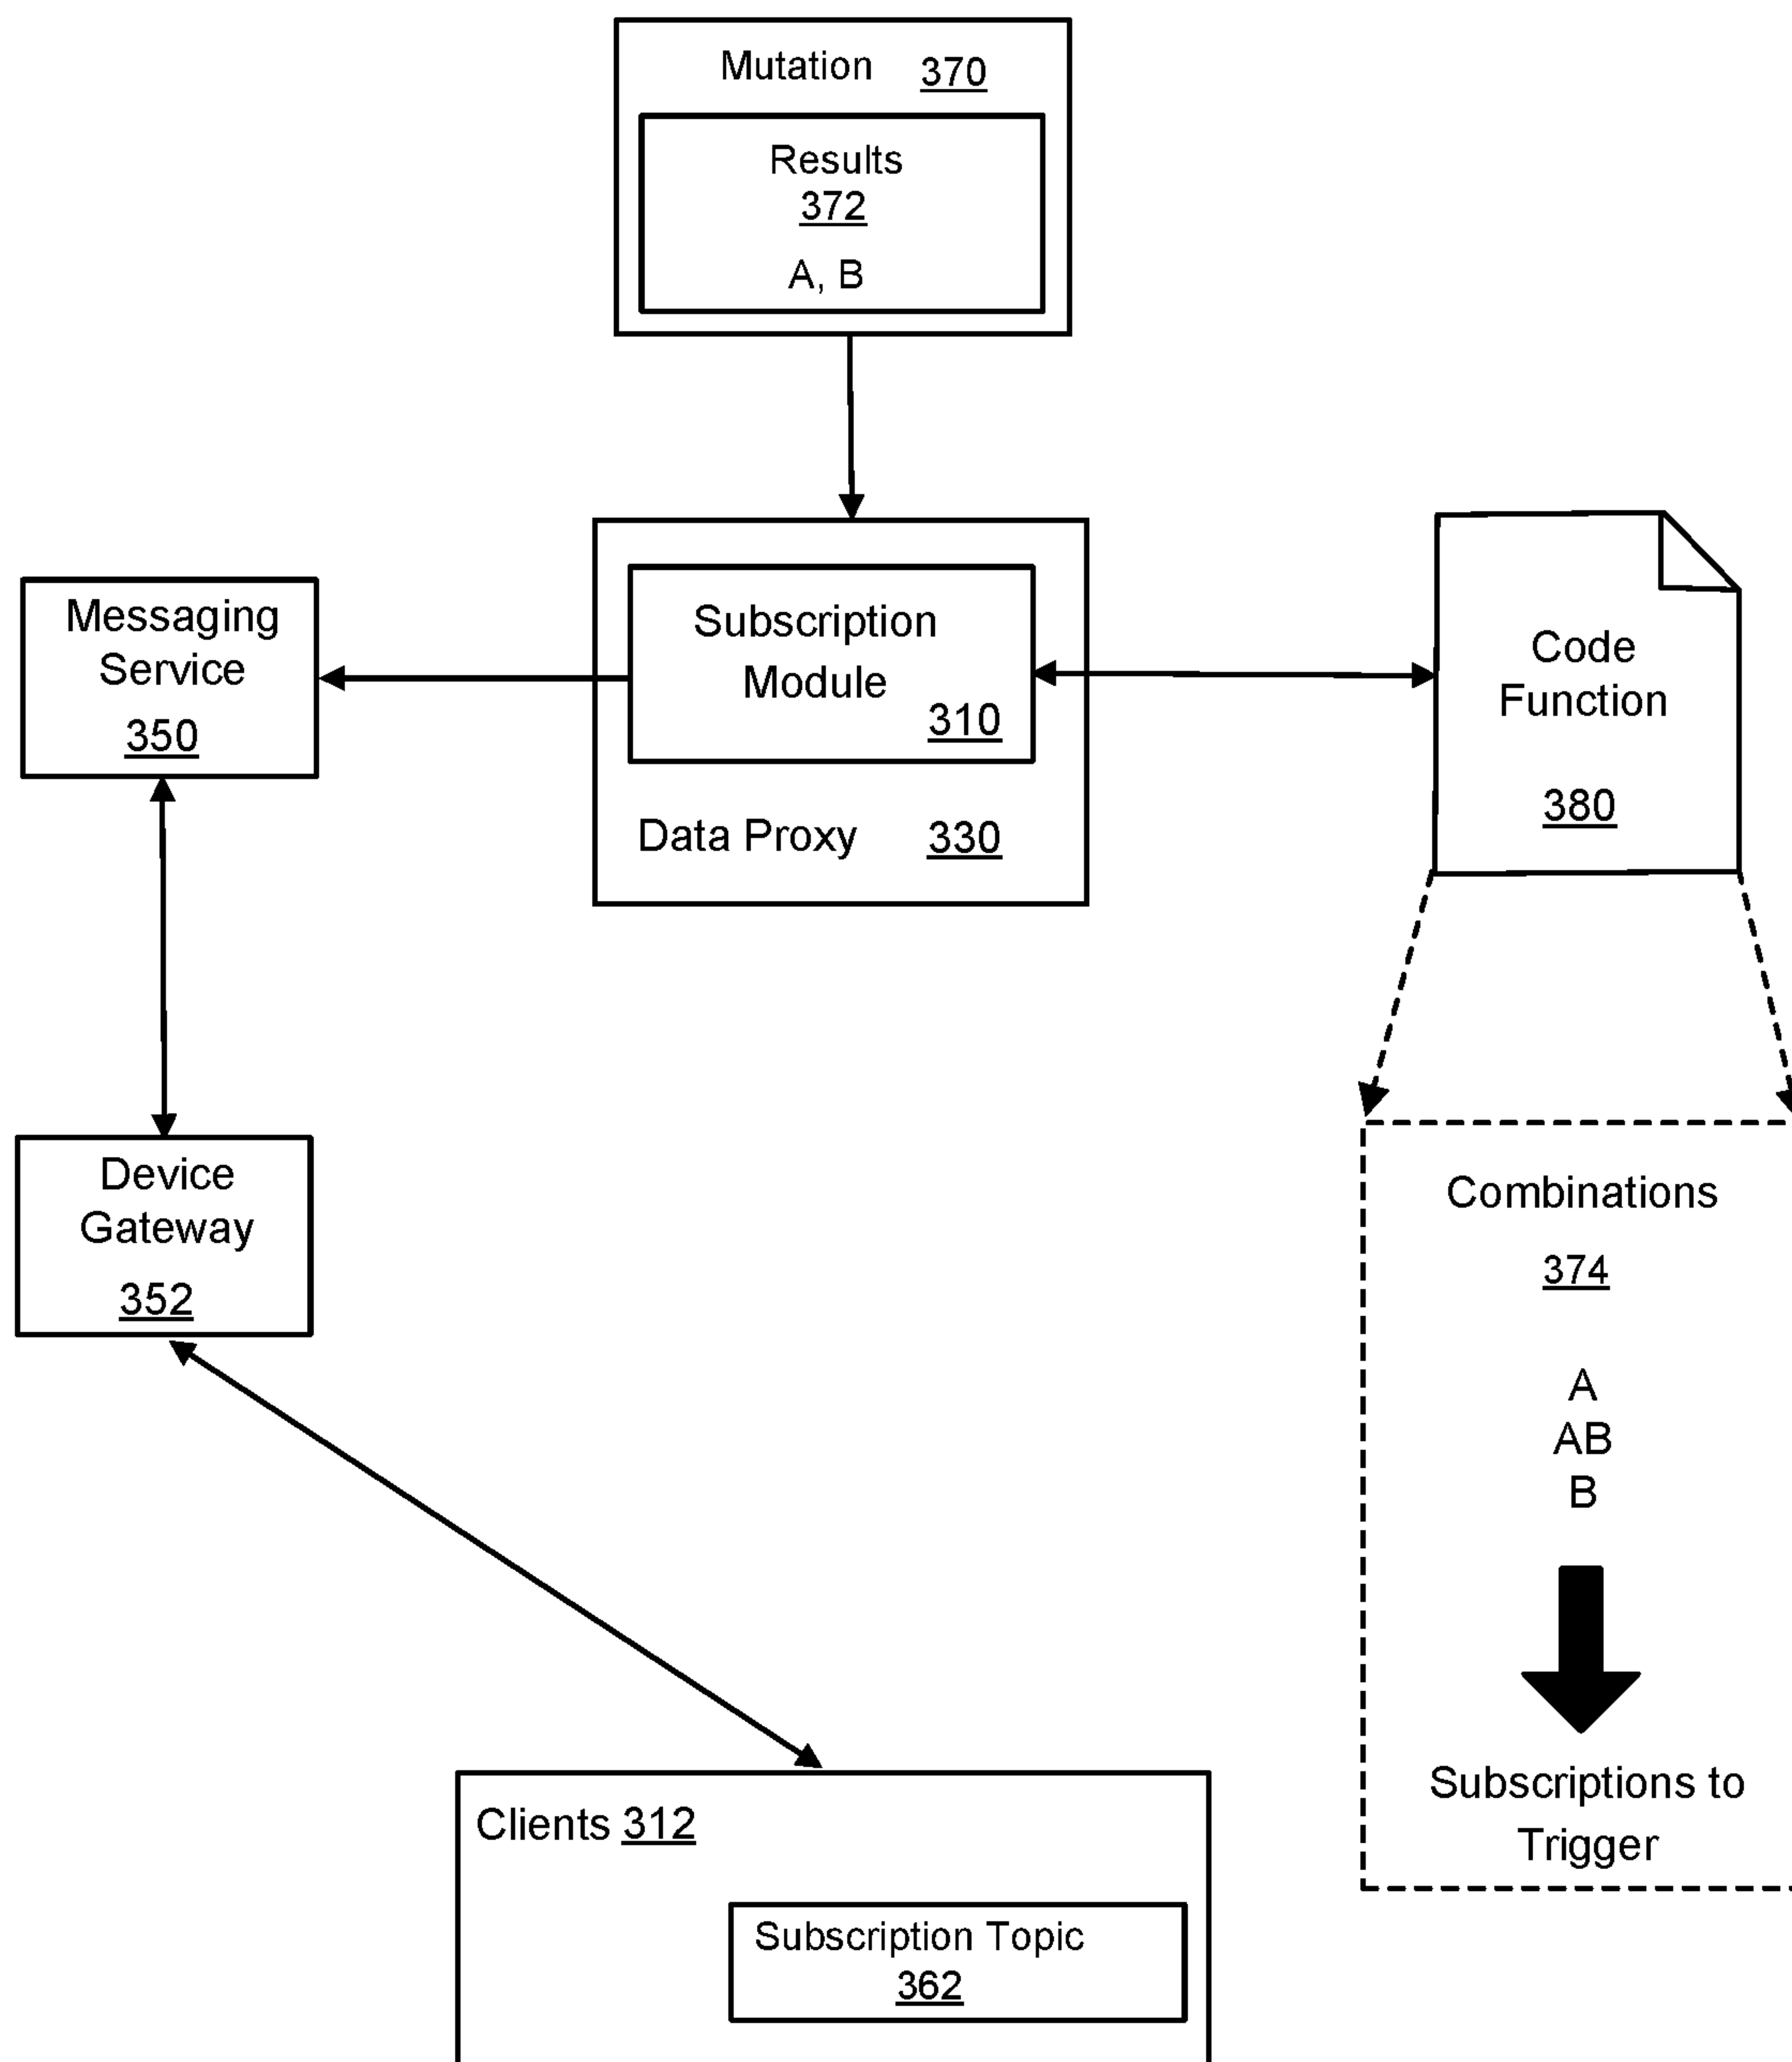 Mutation 370
Results
372
A, B
Messaging
Service
350
Subscription
Module
310
Data Proxy 330
Code
Function
380
Device
Gateway
352
Combinations
374
A
AB
B
Subscriptions to
Trigger
Clients 312
Subscription Topic
362